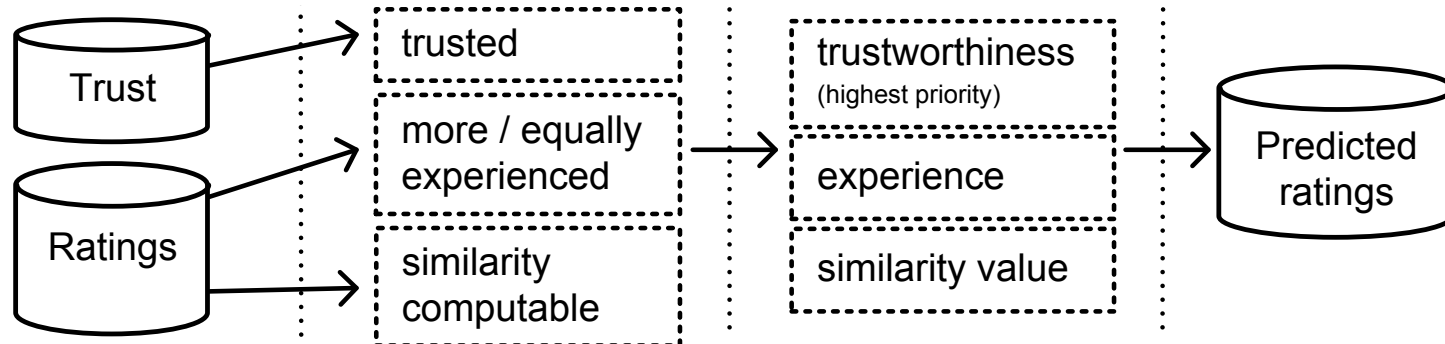 Trust
Ratings
trusted
more / equally
experienced
similarity
computable
trustworthiness
(highest priority)
experience
similarity value
Predicted
ratings